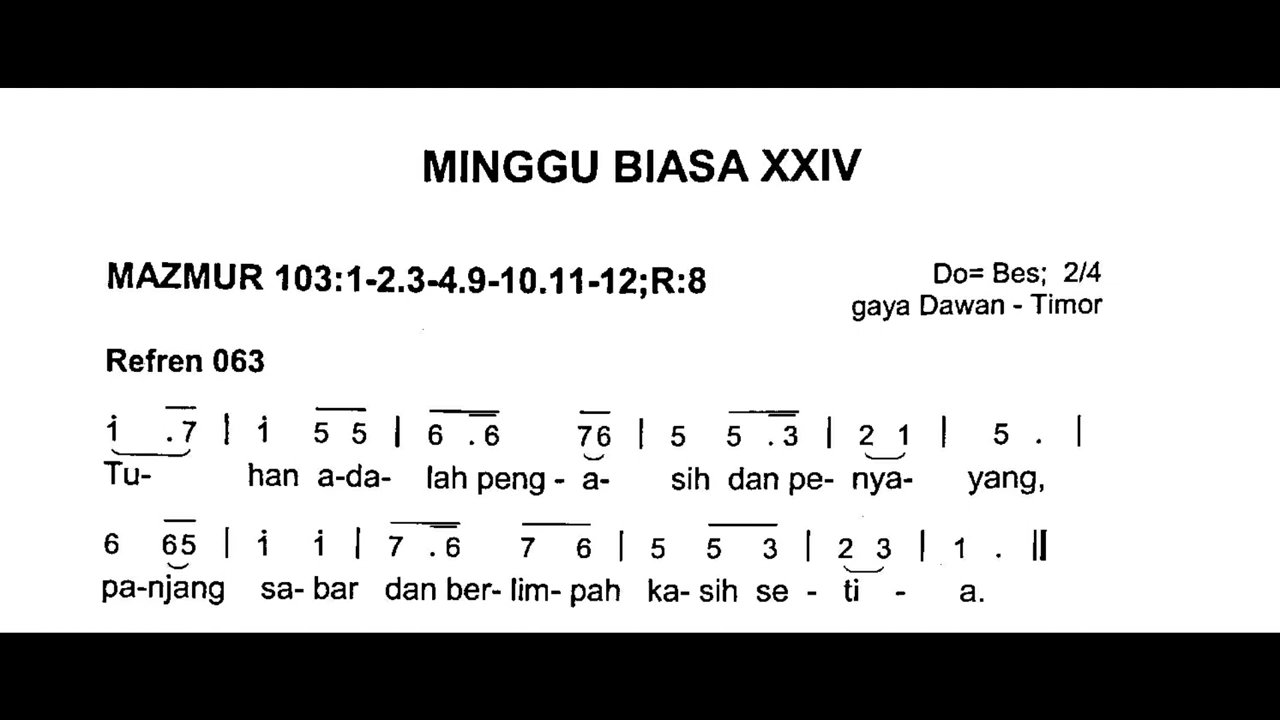 MINGGU BIASA XXIV
MAZMUR 103:1-2.3-4.9-10.11-12;R:8
Do= Bes; 2/4
gaya Dawan - Timor
Refren 063
i .7 | i 5 5 | 6 .6 76 | 5 5 .3 | 2 1 | 5 . |
Tu- han a-da- lah peng - a- sih dan pe- nya- yang,
6 65 | i i | 7 .6 7 6 | 5 5 3 | 2 3 | 1 . ||
pa-njang sa- bar dan ber- lim- pah ka- sih se - ti - a.